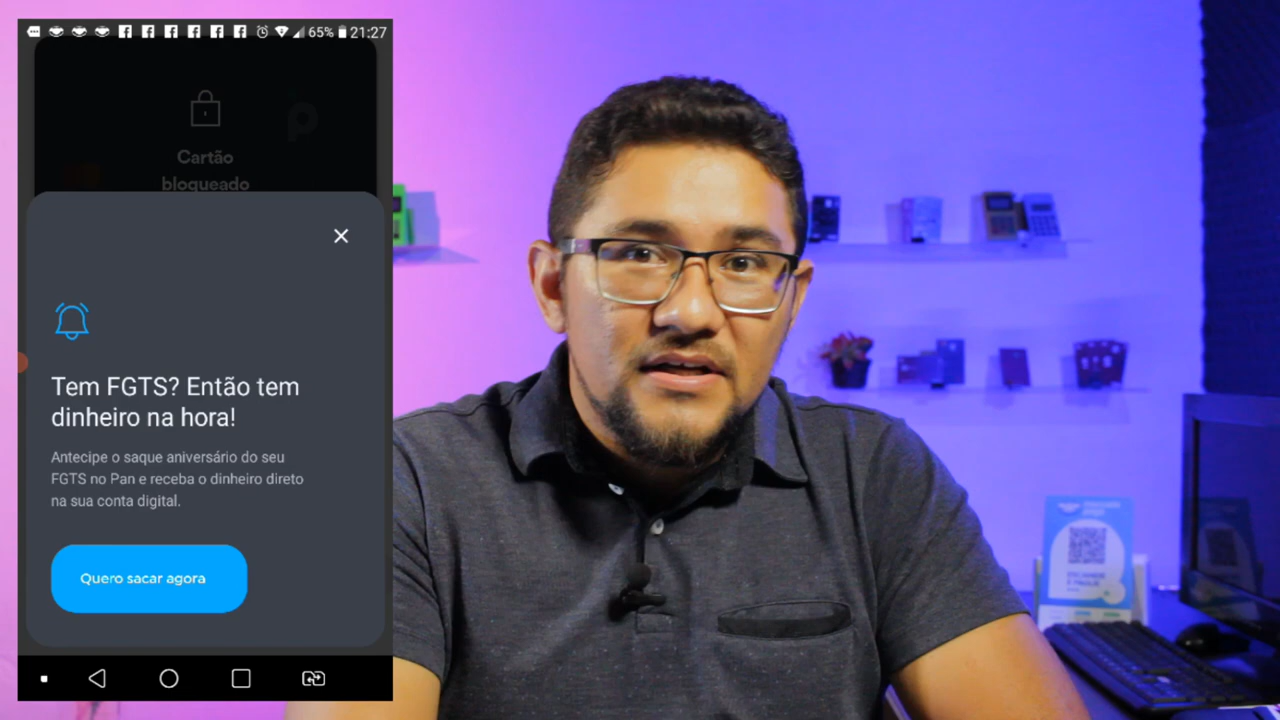 65% 21:27
Cartão
bloqueado
Tem FGTS? Então tem
dinheiro na hora!
Antecipe o saque aniversário do seu
FGTS no Pan e receba o dinheiro direto
na sua conta digital.
Quero sacar agora